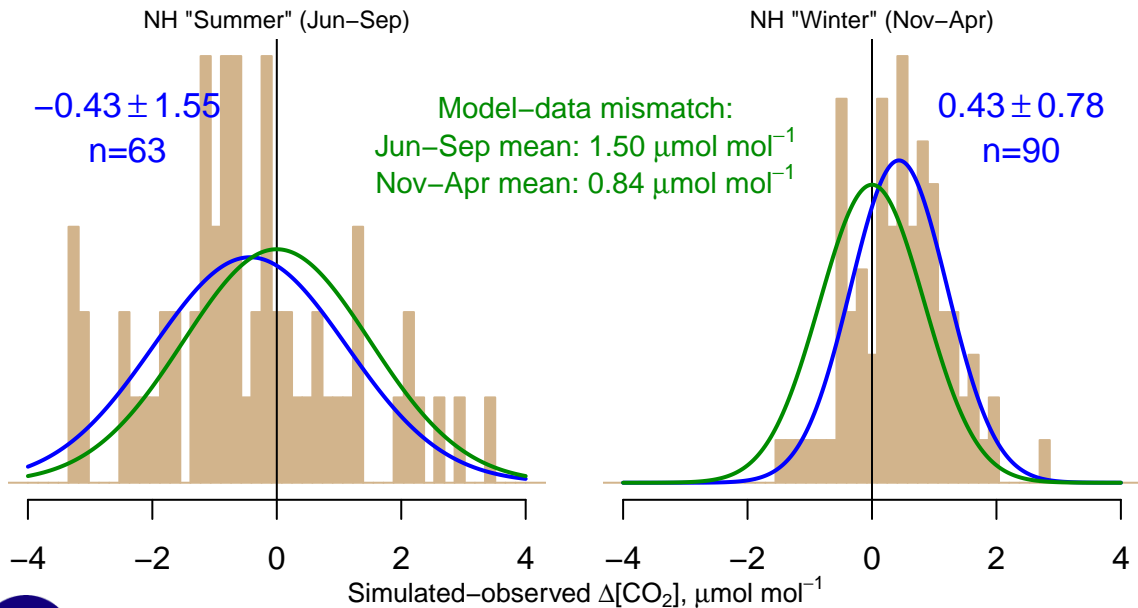 NH "Summer" (Jun−Sep)
NH "Winter" (Nov−Apr)
−0.43 ± 1.55
n=63
Model−data mismatch:
Jun−Sep mean: 1.50 μmol mol⁻¹
Nov−Apr mean: 0.84 μmol mol⁻¹
0.43 ± 0.78
n=90
−4 −2 0 2 4
−4 −2 0 2 4
Simulated−observed Δ[CO₂], μmol mol⁻¹